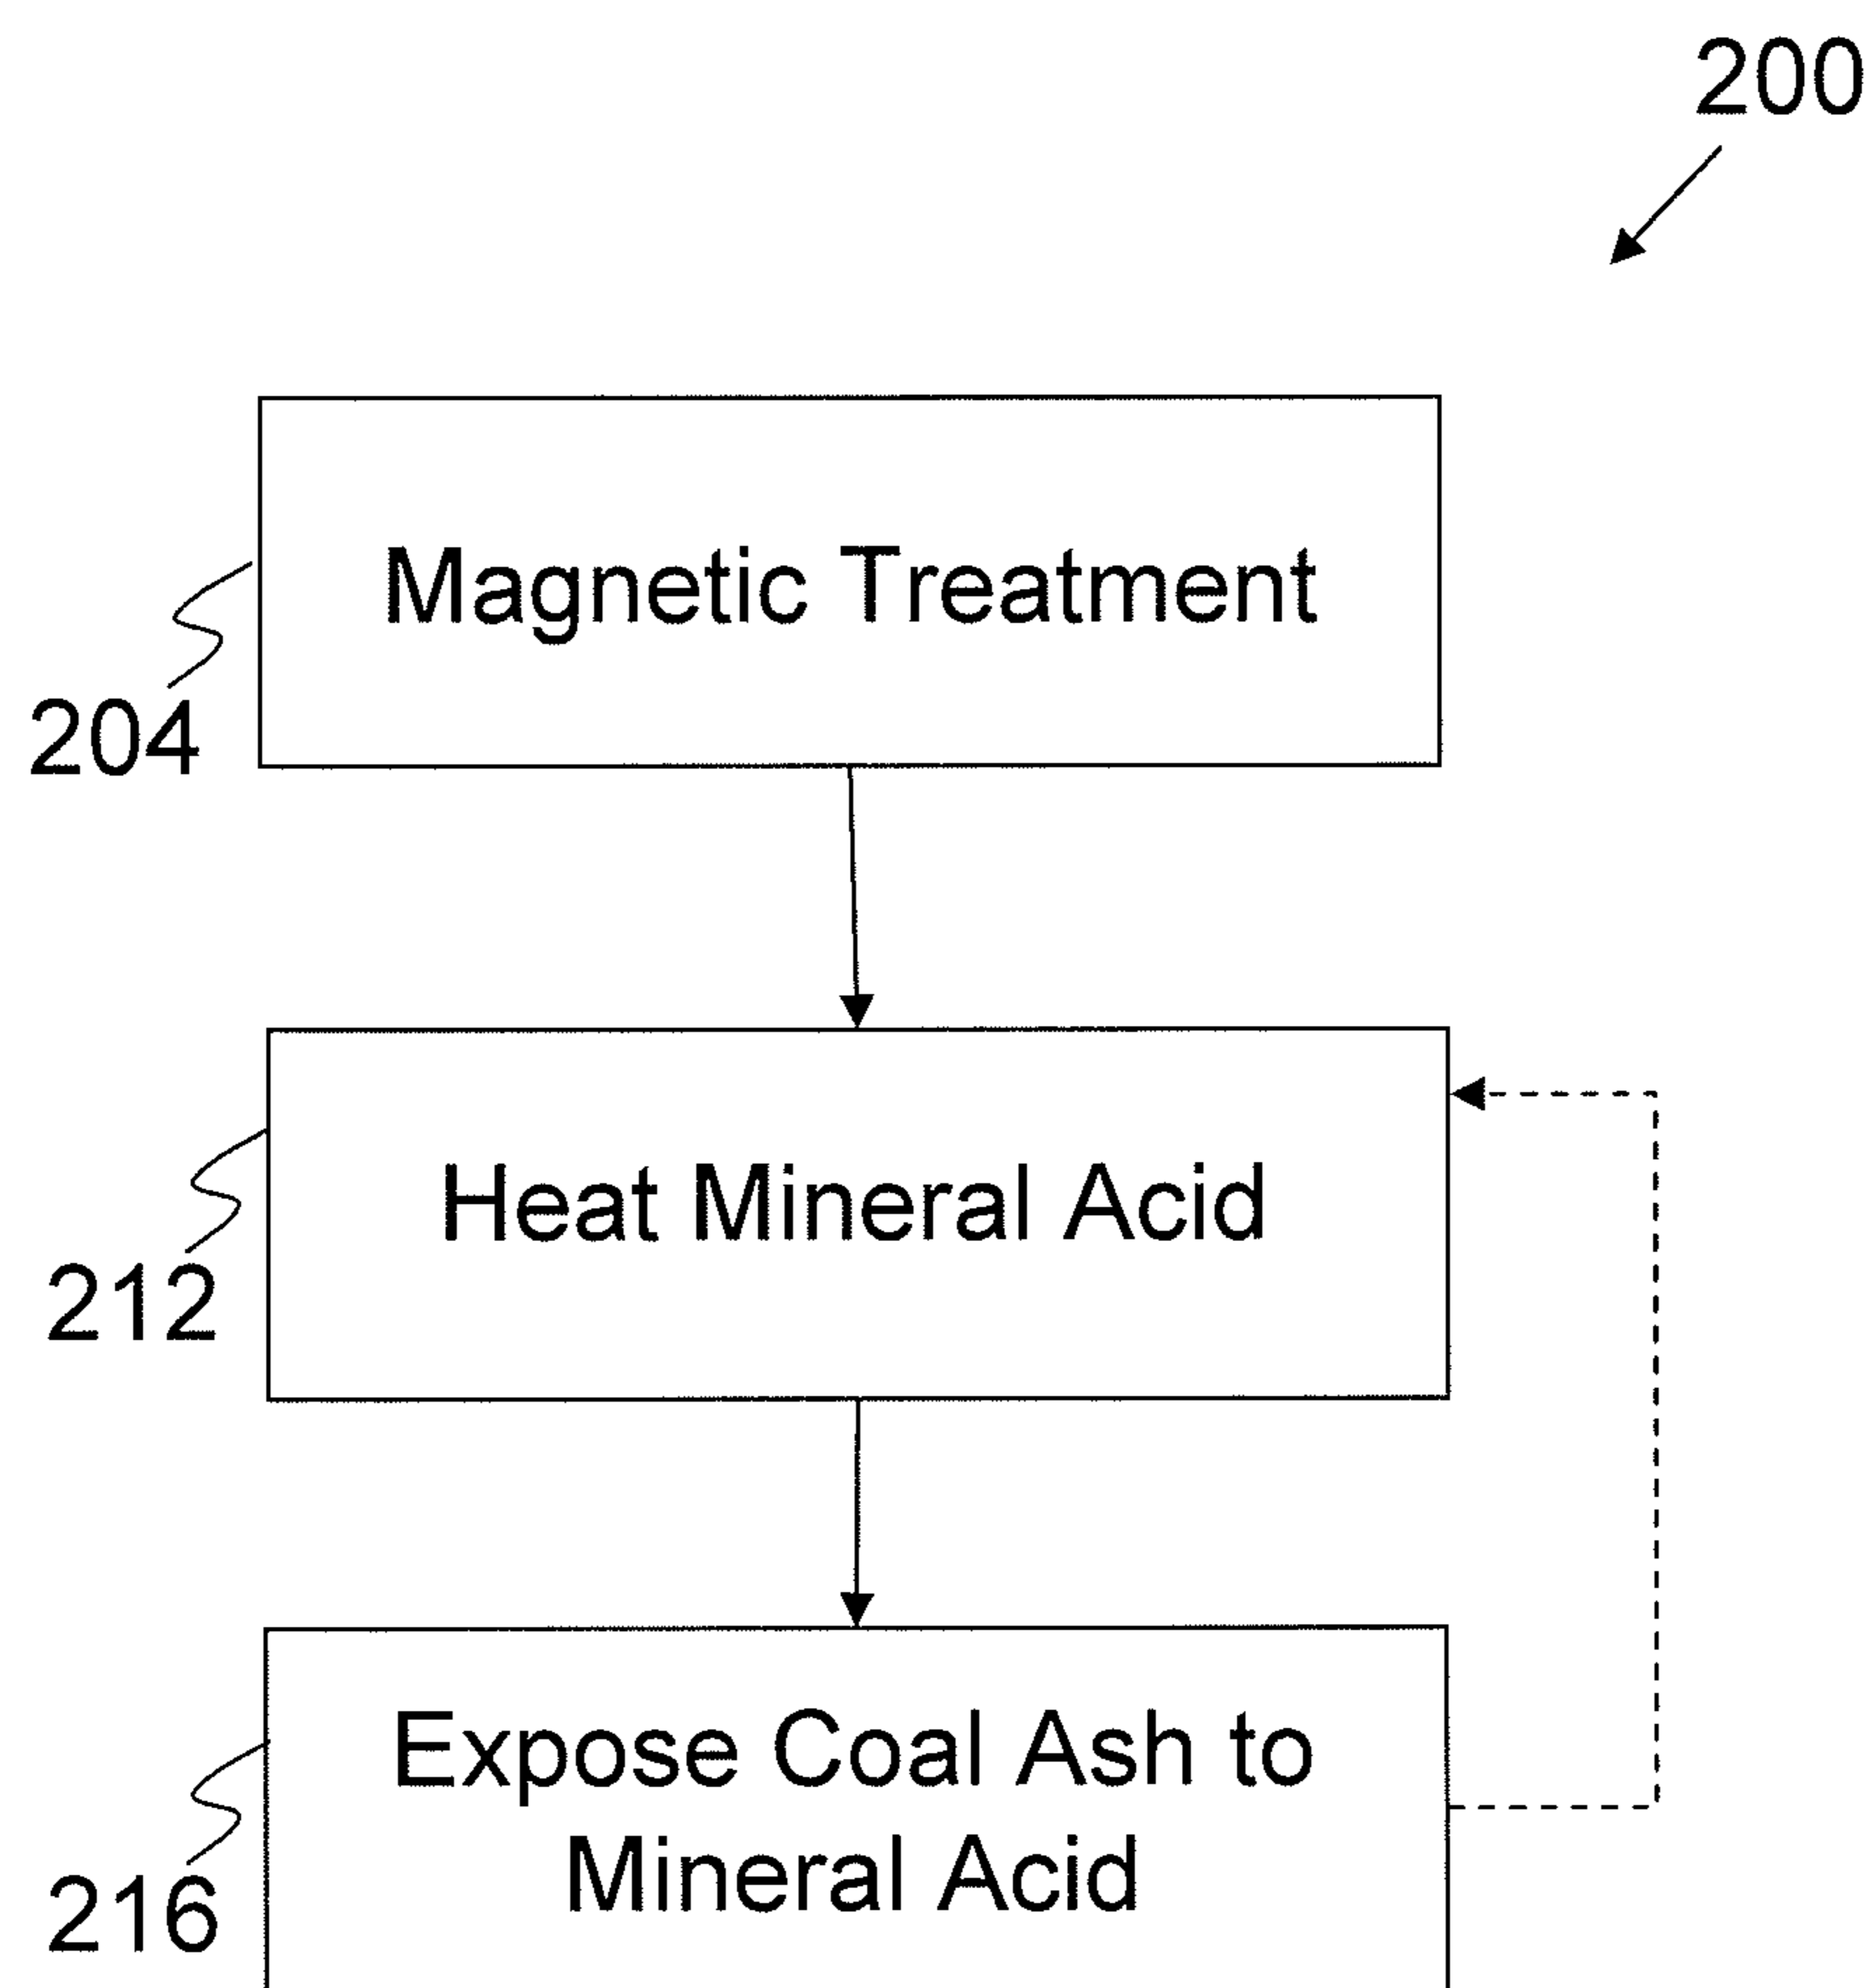 200
Magnetic Treatment
204
Heat Mineral Acid
212
Expose Coal Ash to
Mineral Acid
216